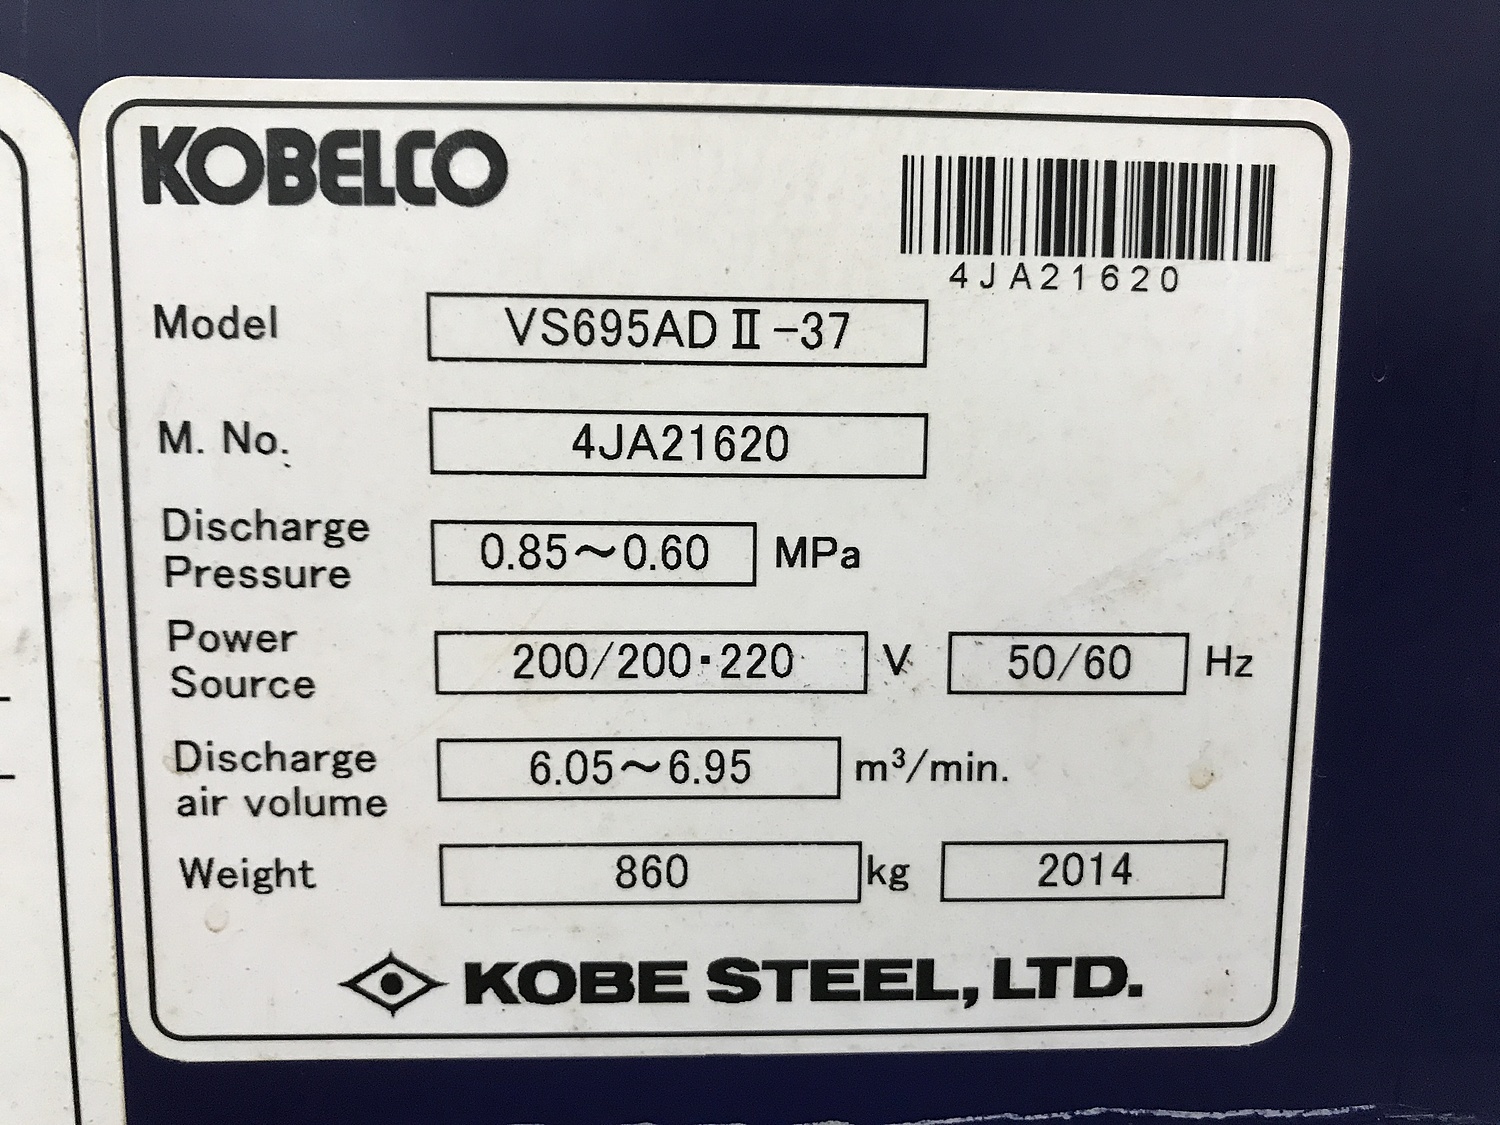 KOBELCO
4JA21620
Model VS695ADⅡ-37
M. No. 4JA21620
Discharge
Pressure 0.85～0.60 MPa
Power
Source 200/200・220 V 50/60 Hz
Discharge
air volume 6.05～6.95 m³/min.
Weight 860 kg 2014
KOBE STEEL, LTD.